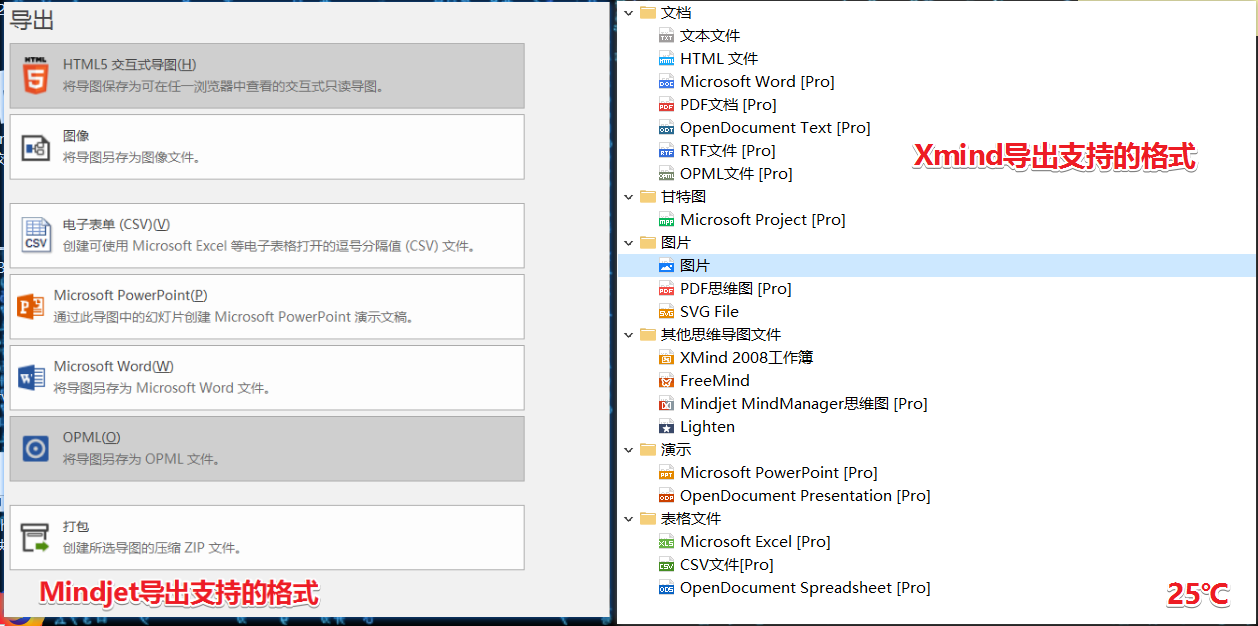 导出
HTML5 交互式导图(H)
将导图保存为可在任一浏览器中查看的交互式只读导图。
图像
将导图另存为图像文件。
CSV
电子表单 (CSV)(V)
创建可使用 Microsoft Excel 等电子表格打开的逗号分隔值 (CSV) 文件。
Microsoft PowerPoint(P)
通过此导图中的幻灯片创建 Microsoft PowerPoint 演示文稿。
Microsoft Word(W)
将导图另存为 Microsoft Word 文件。
OPML(O)
将导图另存为 OPML 文件。
打包
创建所选导图的压缩 ZIP 文件。
Mindjet导出支持的格式
文档
文本文件
HTML 文件
Microsoft Word [Pro]
PDF文档 [Pro]
OpenDocument Text [Pro]
RTF文件 [Pro]
OPML文件 [Pro]
甘特图
Microsoft Project [Pro]
图片
图片
PDF思维图 [Pro]
SVG File
其他思维导图文件
XMind 2008工作簿
FreeMind
Mindjet MindManager思维图 [Pro]
Lighten
演示
Microsoft PowerPoint [Pro]
OpenDocument Presentation [Pro]
表格文件
Microsoft Excel [Pro]
CSV文件[Pro]
OpenDocument Spreadsheet [Pro]
Xmind导出支持的格式
25℃